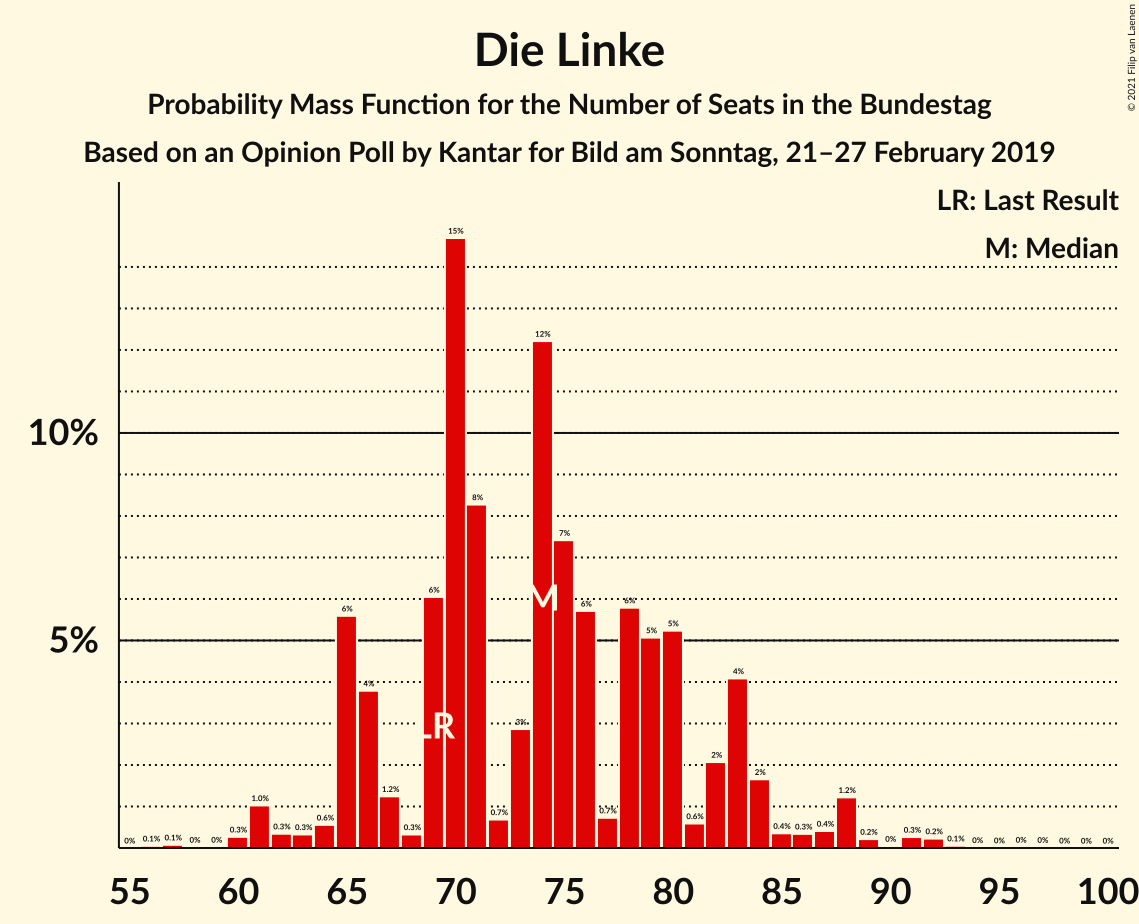 Die Linke
Probability Mass Function for the Number of Seats in the Bundestag
Based on an Opinion Poll by Kantar for Bild am Sonntag, 21–27 February 2019
© 2021 Filip van Laenen
LR: Last Result
M: Median
10%
5%
0% 0.1% 0.1% 0% 0% 0.3% 1.0% 0.3% 0.3% 0.6% 6% 4% 1.2% 0.3% 6% 15% 8% 0.7% 3% 12% 7% 6% 0.7% 6% 5% 5% 0.6% 2% 4% 2% 0.4% 0.3% 0.4% 1.2% 0.2% 0% 0.3% 0.2% 0.1% 0% 0% 0% 0% 0% 0% 0%
M
LR
55 60 65 70 75 80 85 90 95 100